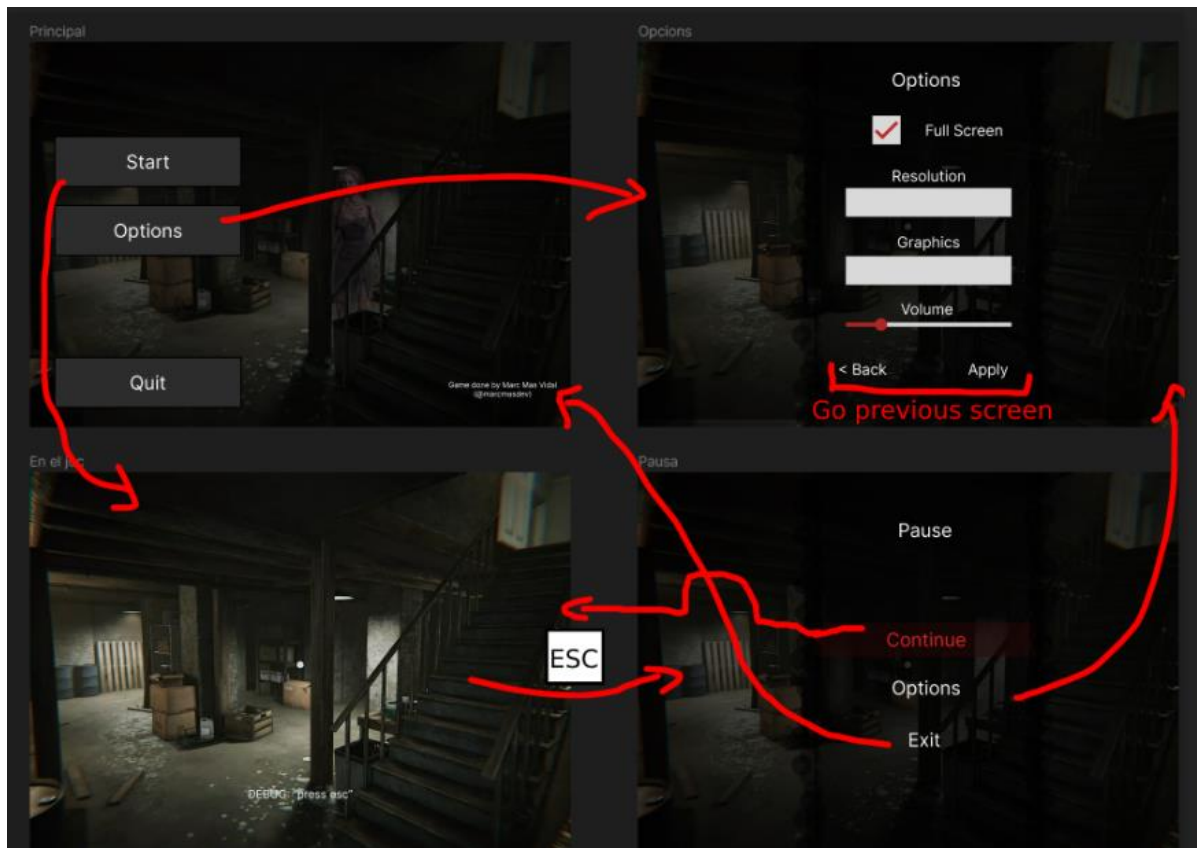 Principal
Start
Options
Quit
Game done by Marc Mas Vidal
(@marcmasdev)
Opcions
Options
Full Screen
Resolution
Graphics
Volume
< Back
Apply
Go previous screen
En el joc
ESC
DEBUG: "press esc"
Pausa
Pause
Continue
Options
Exit